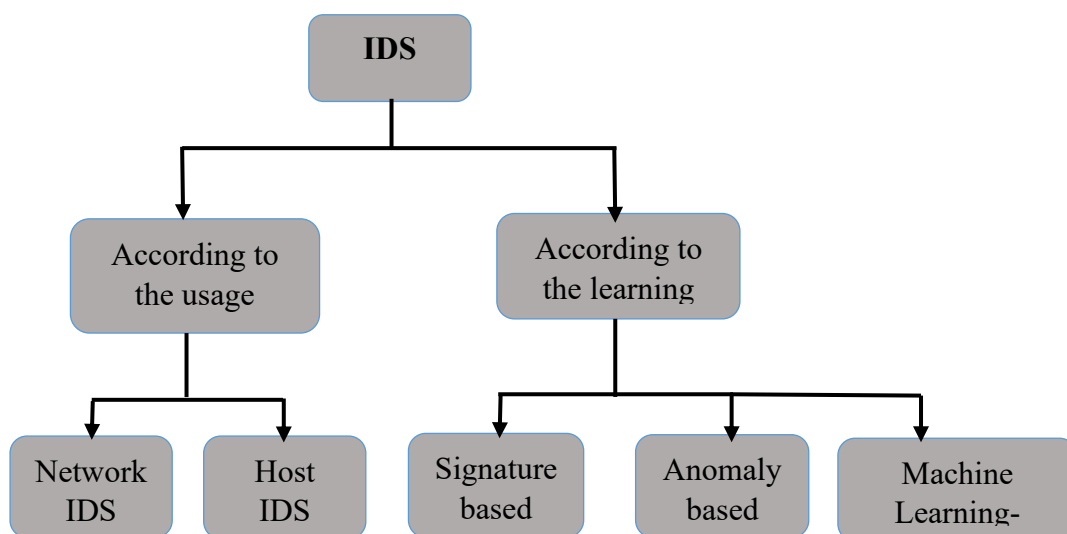 IDS
According to
the usage
According to
the learning
Network
IDS
Host
IDS
Signature
based
Anomaly
based
Machine
Learning-